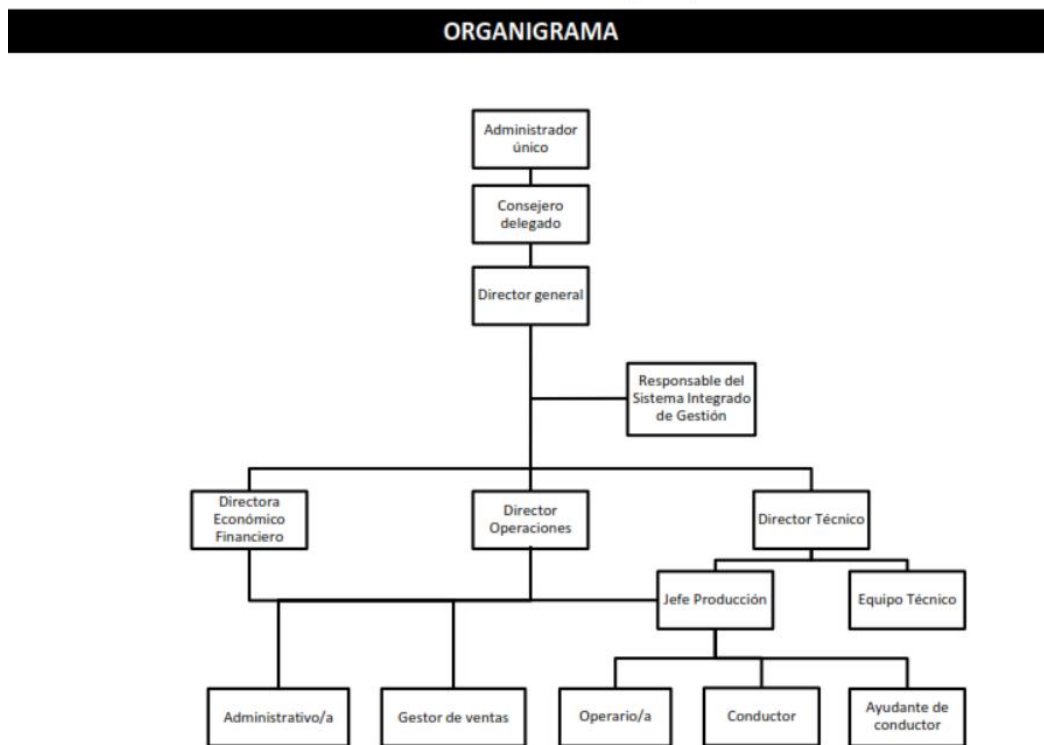 ORGANIGRAMA
Administrador
único
Consejero
delegado
Director general
Responsable del
Sistema Integrado
de Gestión
Directora
Económico
Financiero
Director
Operaciones
Director Técnico
Jefe Producción
Equipo Técnico
Administrativo/a
Gestor de ventas
Operario/a
Conductor
Ayudante de
conductor